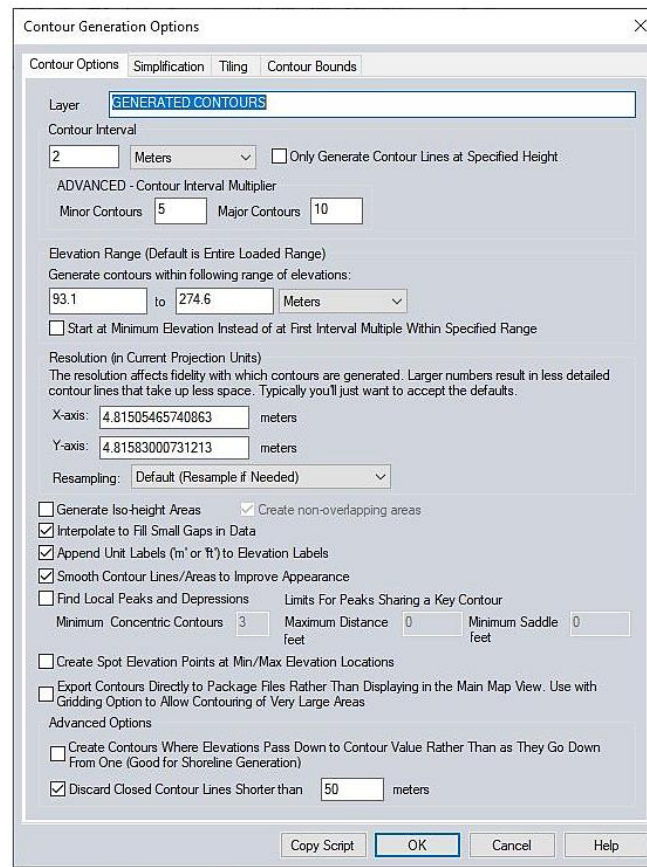 Contour Generation Options
Contour Options Simplification Tiling Contour Bounds
Layer GENERATED CONTOURS
Contour Interval
2 Meters Only Generate Contour Lines at Specified Height
ADVANCED - Contour Interval Multiplier
Minor Contours 5 Major Contours 10
Elevation Range (Default is Entire Loaded Range)
Generate contours within following range of elevations:
93.1 to 274.6 Meters
Start at Minimum Elevation Instead of at First Interval Multiple Within Specified Range
Resolution (in Current Projection Units)
The resolution affects fidelity with which contours are generated. Larger numbers result in less detailed
contour lines that take up less space. Typically you'll just want to accept the defaults.
X-axis: 4.81505465740863 meters
Y-axis: 4.81583000731213 meters
Resampling: Default (Resample if Needed)
Generate Iso-height Areas Create non-overlapping areas
Interpolate to Fill Small Gaps in Data
Append Unit Labels ('m' or 'ft') to Elevation Labels
Smooth Contour Lines/Areas to Improve Appearance
Find Local Peaks and Depressions Limits For Peaks Sharing a Key Contour
Minimum Concentric Contours 3 Maximum Distance 0 Minimum Saddle 0
feet feet
Create Spot Elevation Points at Min/Max Elevation Locations
Export Contours Directly to Package Files Rather Than Displaying in the Main Map View. Use with
Gridding Option to Allow Contouring of Very Large Areas
Advanced Options
Create Contours Where Elevations Pass Down to Contour Value Rather Than as They Go Down
From One (Good for Shoreline Generation)
Discard Closed Contour Lines Shorter than 50 meters
Copy Script OK Cancel Help